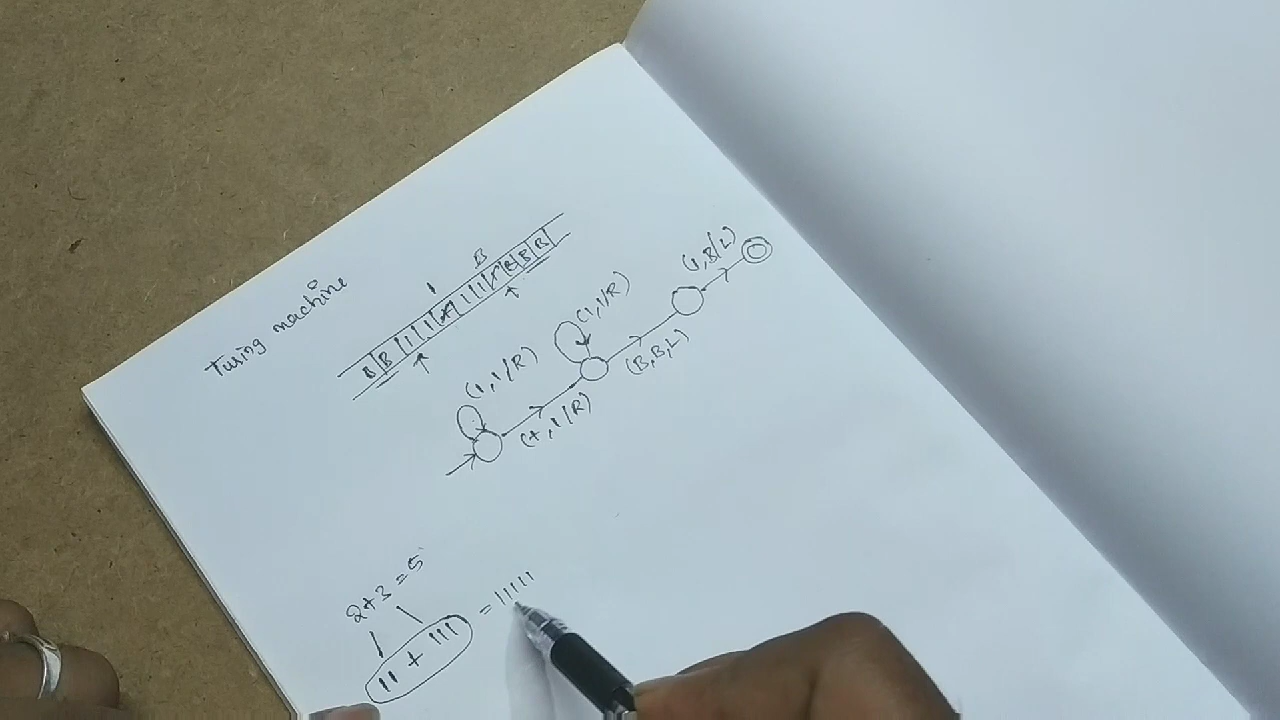 Turing machine
1 B
B B 1 1 + 1 1 1 B B B
(1,1/R)
(+,1/R)
(1,1/R)
(B,B,L)
(1,B/L)
2+3=5
11 + 111 = 11111